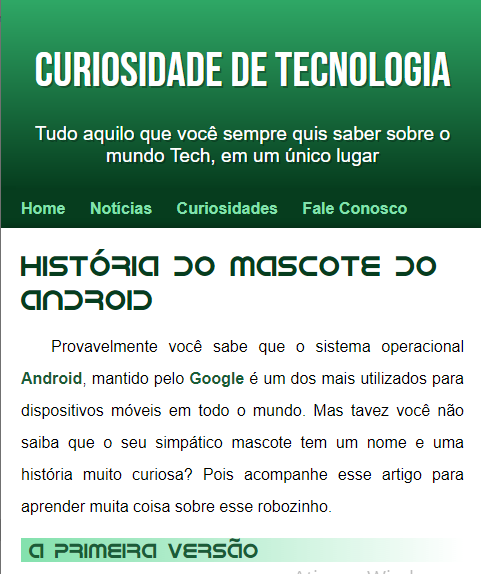 CURIOSIDADE DE TECNOLOGIA
Tudo aquilo que você sempre quis saber sobre o
mundo Tech, em um único lugar
Home Notícias Curiosidades Fale Conosco
História do Mascote do
Android
Provavelmente você sabe que o sistema operacional
Android, mantido pelo Google é um dos mais utilizados para
dispositivos móveis em todo o mundo. Mas tavez você não
saiba que o seu simpático mascote tem um nome e uma
história muito curiosa? Pois acompanhe esse artigo para
aprender muita coisa sobre esse robozinho.
A primeira versão